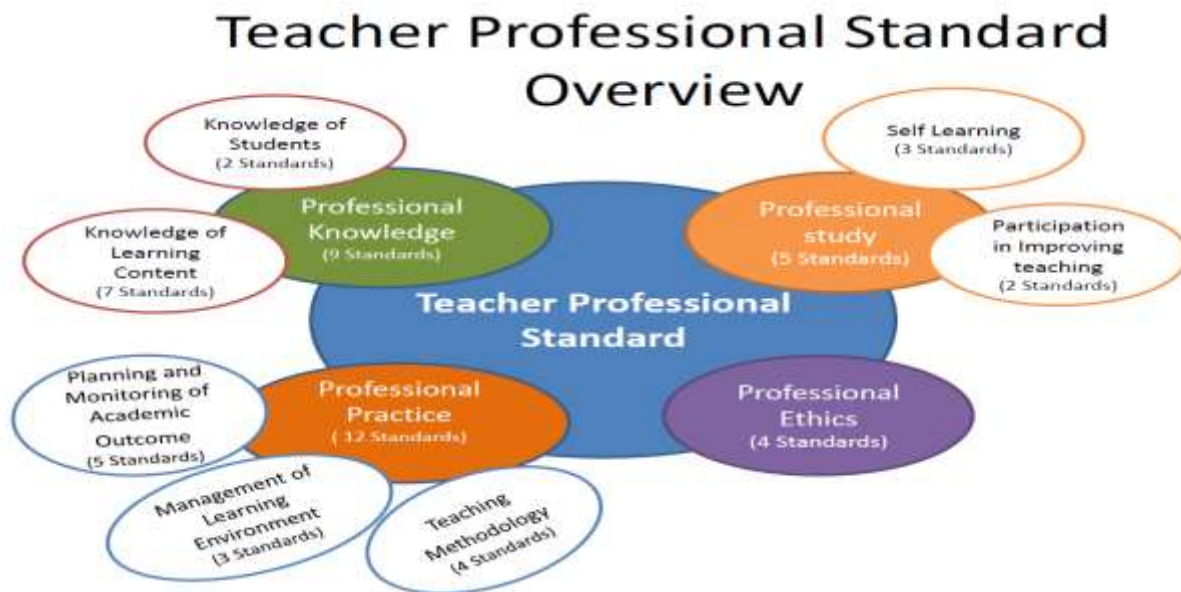 Teacher Professional Standard
Overview
Knowledge of
Students
(2 Standards)
Self Learning
(3 Standards)
Professional
Knowledge
(9 Standards)
Professional
study
(5 Standards)
Knowledge of
Learning
Content
(7 Standards)
Participation
in Improving
teaching
(2 Standards)
Teacher Professional
Standard
Planning and
Monitoring of
Academic
Outcome
(5 Standards)
Professional
Practice
( 12 Standards)
Professional
Ethics
(4 Standards)
Management of
Learning
Environment
(3 Standards)
Teaching
Methodology
(4 Standards)